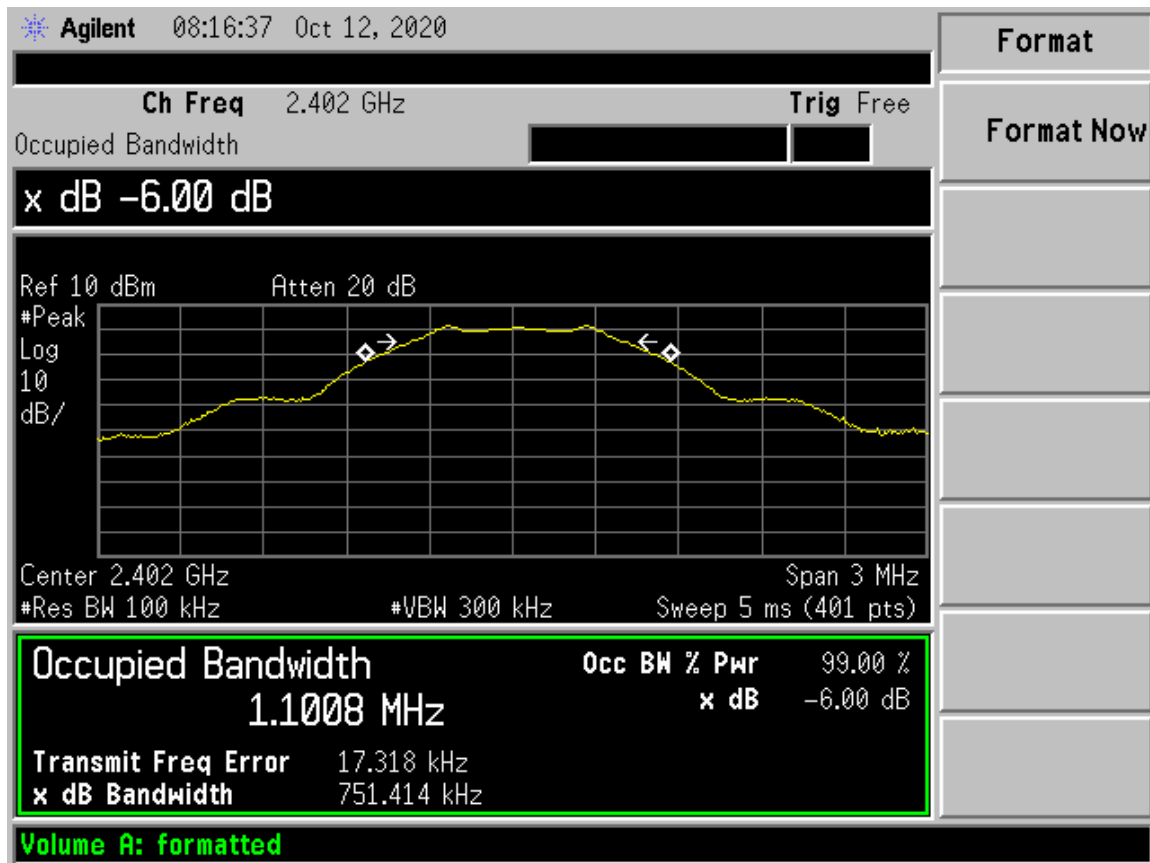 Agilent 08:16:37 Oct 12, 2020
Format
Ch Freq 2.402 GHz Trig Free
Format Now
Occupied Bandwidth
x dB -6.00 dB
Ref 10 dBm Atten 20 dB
#Peak
Log
10
dB/
Center 2.402 GHz Span 3 MHz
#Res BW 100 kHz #VBW 300 kHz Sweep 5 ms (401 pts)
Occupied Bandwidth Occ BW % Pwr 99.00 %
1.1008 MHz x dB -6.00 dB
Transmit Freq Error 17.318 kHz
x dB Bandwidth 751.414 kHz
Volume A: formatted